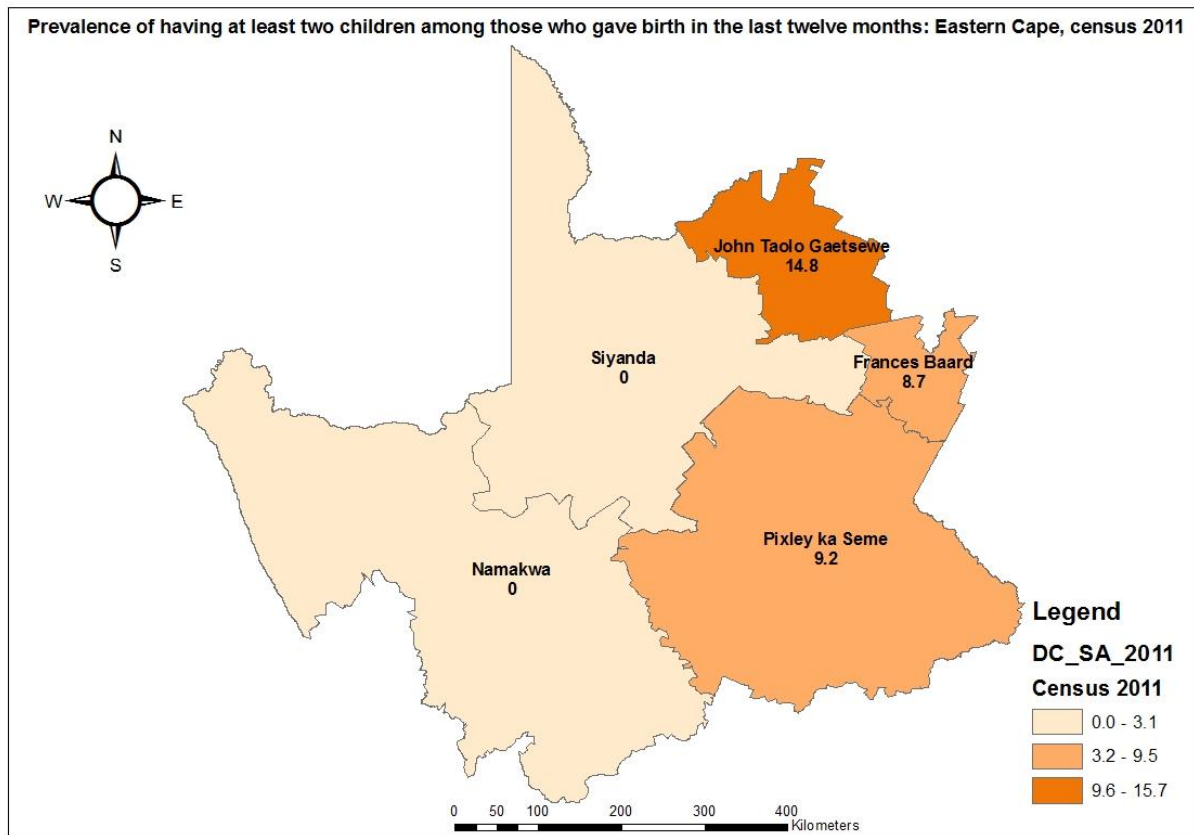 Prevalence of having at least two children among those who gave birth in the last twelve months: Eastern Cape, census 2011
N
W
E
S
John Taolo Gaetsewe
14.8
Siyanda
0
Frances Baard
8.7
Pixley ka Seme
9.2
Namakwa
0
Legend
DC_SA_2011
Census 2011
0.0 - 3.1
3.2 - 9.5
9.6 - 15.7
0 50 100 200 300 400
Kilometers